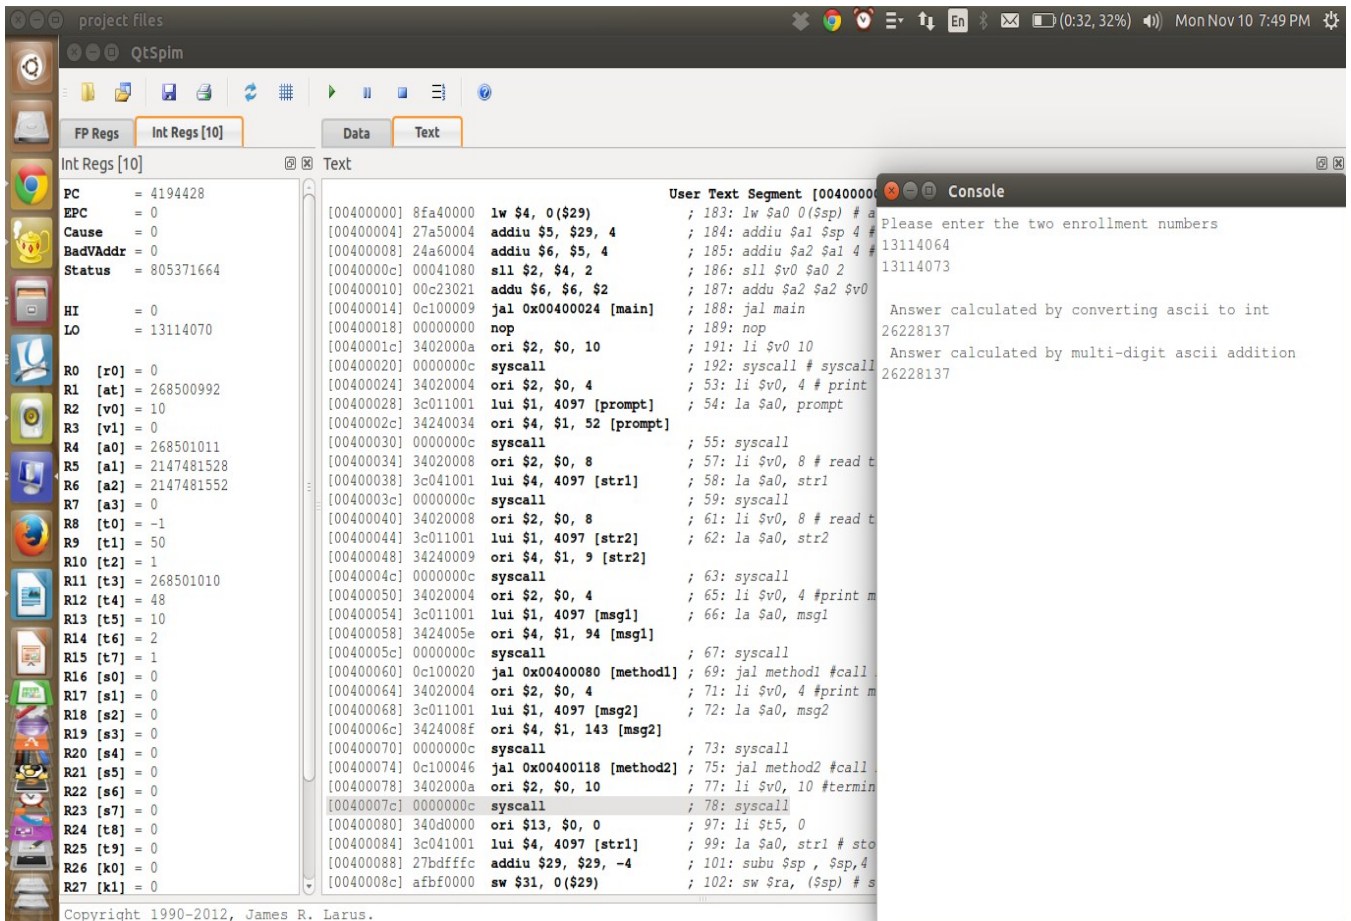 project files
En (0:32, 32%) Mon Nov 10 7:49 PM
QtSpim
FP Regs Int Regs [10] Data Text
Int Regs [10] Text
PC = 4194428
EPC = 0
Cause = 0
BadVAddr = 0
Status = 805371664
HI = 0
LO = 13114070
R0 [r0] = 0
R1 [at] = 268500992
R2 [v0] = 10
R3 [v1] = 0
R4 [a0] = 268501011
R5 [a1] = 2147481528
R6 [a2] = 2147481552
R7 [a3] = 0
R8 [t0] = -1
R9 [t1] = 50
R10 [t2] = 1
R11 [t3] = 268501010
R12 [t4] = 48
R13 [t5] = 10
R14 [t6] = 2
R15 [t7] = 1
R16 [s0] = 0
R17 [s1] = 0
R18 [s2] = 0
R19 [s3] = 0
R20 [s4] = 0
R21 [s5] = 0
R22 [s6] = 0
R23 [s7] = 0
R24 [t8] = 0
R25 [t9] = 0
R26 [k0] = 0
R27 [k1] = 0
User Text Segment [0040000
[00400000] 8fa40000 lw $4, 0($29) ; 183: lw $a0 0($sp) # a
[00400004] 27a50004 addiu $5, $29, 4 ; 184: addiu $a1 $sp 4 #
[00400008] 24a60004 addiu $6, $5, 4 ; 185: addiu $a2 $a1 4 #
[0040000c] 00041080 sll $2, $4, 2 ; 186: sll $v0 $a0 2
[00400010] 00c23021 addu $6, $6, $2 ; 187: addu $a2 $a2 $v0
[00400014] 0c100009 jal 0x00400024 [main] ; 188: jal main
[00400018] 00000000 nop ; 189: nop
[0040001c] 3402000a ori $2, $0, 10 ; 191: li $v0 10
[00400020] 0000000c syscall ; 192: syscall # syscall
[00400024] 34020004 ori $2, $0, 4 ; 53: li $v0, 4 # print
[00400028] 3c011001 lui $1, 4097 [prompt] ; 54: la $a0, prompt
[0040002c] 34240034 ori $4, $1, 52 [prompt]
[00400030] 0000000c syscall ; 55: syscall
[00400034] 34020008 ori $2, $0, 8 ; 57: li $v0, 8 # read t
[00400038] 3c041001 lui $4, 4097 [str1] ; 58: la $a0, str1
[0040003c] 0000000c syscall ; 59: syscall
[00400040] 34020008 ori $2, $0, 8 ; 61: li $v0, 8 # read t
[00400044] 3c011001 lui $1, 4097 [str2] ; 62: la $a0, str2
[00400048] 34240009 ori $4, $1, 9 [str2]
[0040004c] 0000000c syscall ; 63: syscall
[00400050] 34020004 ori $2, $0, 4 ; 65: li $v0, 4 #print m
[00400054] 3c011001 lui $1, 4097 [msg1] ; 66: la $a0, msg1
[00400058] 3424005e ori $4, $1, 94 [msg1]
[0040005c] 0000000c syscall ; 67: syscall
[00400060] 0c100020 jal 0x00400080 [method1] ; 69: jal method1 #call
[00400064] 34020004 ori $2, $0, 4 ; 71: li $v0, 4 #print m
[00400068] 3c011001 lui $1, 4097 [msg2] ; 72: la $a0, msg2
[0040006c] 3424008f ori $4, $1, 143 [msg2]
[00400070] 0000000c syscall ; 73: syscall
[00400074] 0c100046 jal 0x00400118 [method2] ; 75: jal method2 #call
[00400078] 3402000a ori $2, $0, 10 ; 77: li $v0, 10 #termin
[0040007c] 0000000c syscall ; 78: syscall
[00400080] 340d0000 ori $13, $0, 0 ; 97: li $t5, 0
[00400084] 3c041001 lui $4, 4097 [str1] ; 99: la $a0, str1 # sto
[00400088] 27bdfffc addiu $29, $29, -4 ; 101: subu $sp , $sp,4
[0040008c] afbf0000 sw $31, 0($29) ; 102: sw $ra, ($sp) # s
Console
Please enter the two enrollment numbers
13114064
13114073
Answer calculated by converting ascii to int
26228137
Answer calculated by multi-digit ascii addition
26228137
Copyright 1990-2012, James R. Larus.